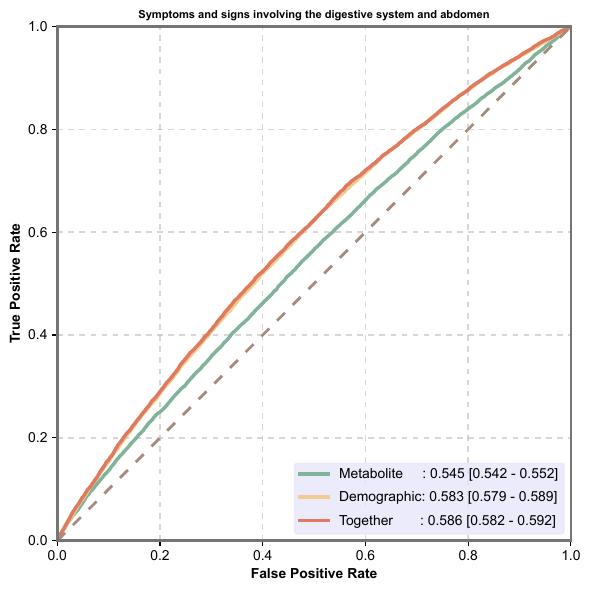 Symptoms and signs involving the digestive system and abdomen
1.0
0.8
0.6
0.4
0.2
0.0
True Positive Rate
Metabolite : 0.545 [0.542 - 0.552]
Demographic: 0.583 [0.579 - 0.589]
Together : 0.586 [0.582 - 0.592]
0.0 0.2 0.4 0.6 0.8 1.0
False Positive Rate